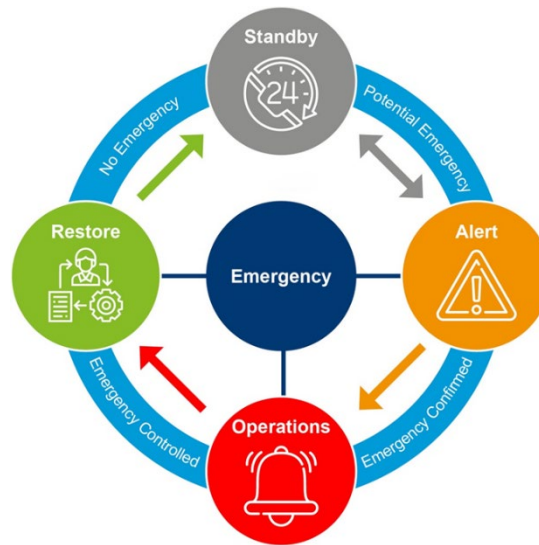 Standby
24
No Emergency
Potential Emergency
Restore
Emergency
Alert
Emergency Controlled
Operations
Emergency Confirmed